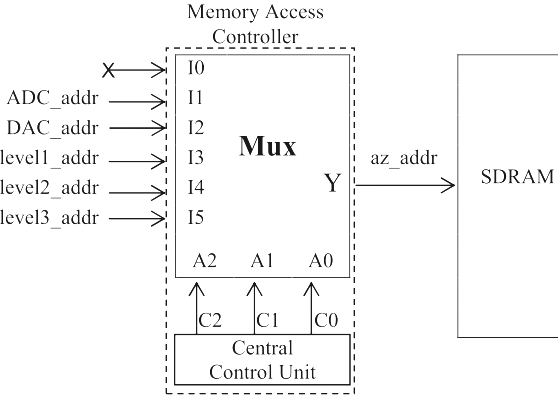 Memory Access
Controller
X
I0
ADC_addr
I1
DAC_addr
I2
level1_addr
I3
Mux
az_addr
SDRAM
level2_addr
I4
Y
level3_addr
I5
A2 A1 A0
C2 C1 C0
Central
Control Unit